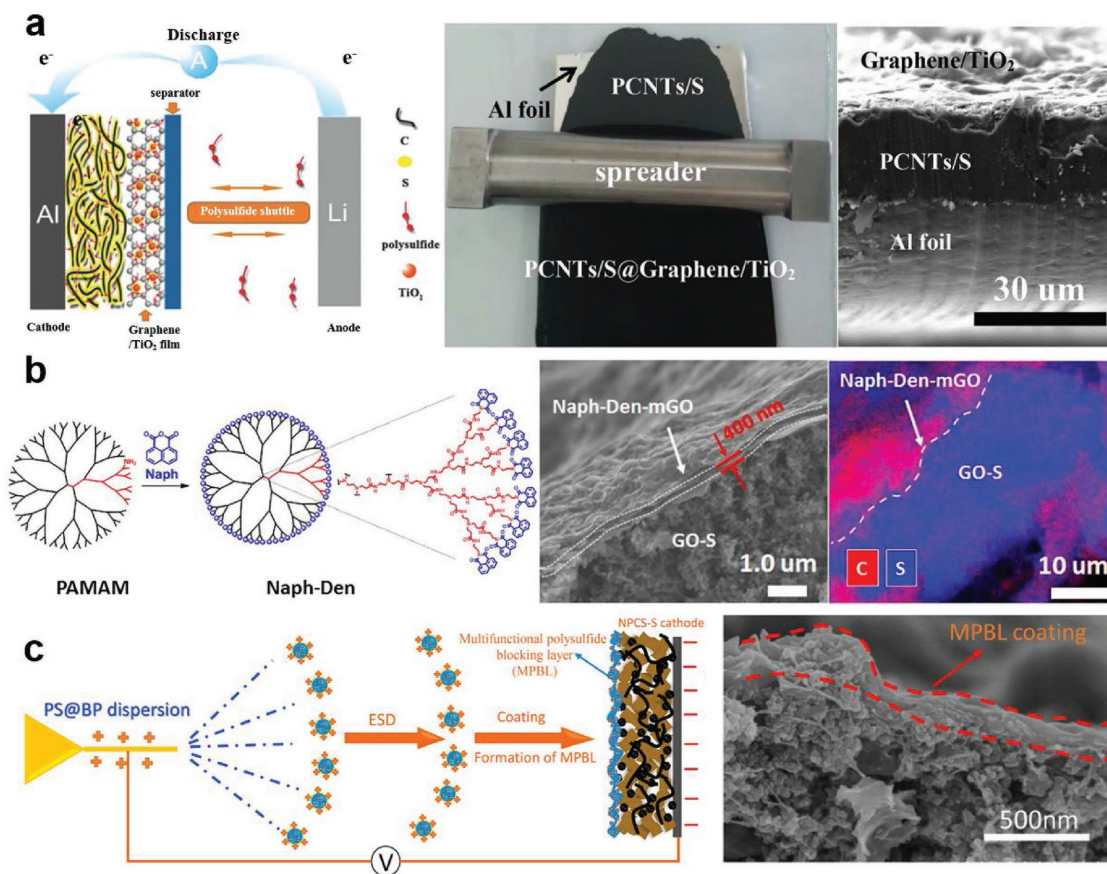 a
Discharge
e⁻
A
e⁻
separator
e
Al
Li
Polysulfide shuttle
Cathode
Graphene
/TiO₂ film
Anode
C
S
polysulfide
TiO₂
Al foil
PCNTs/S
spreader
PCNTs/S@Graphene/TiO₂
Graphene/TiO₂
PCNTs/S
Al foil
30 um
b
NH₂
Naph
PAMAM
Naph-Den
Naph-Den-mGO
400 nm
GO-S
1.0 um
Naph-Den-mGO
GO-S
C
S
10 um
c
PS@BP dispersion
ESD
Coating
Formation of MPBL
Multifunctional polysulfide
blocking layer
(MPBL)
NPCS-S cathode
V
MPBL coating
500nm